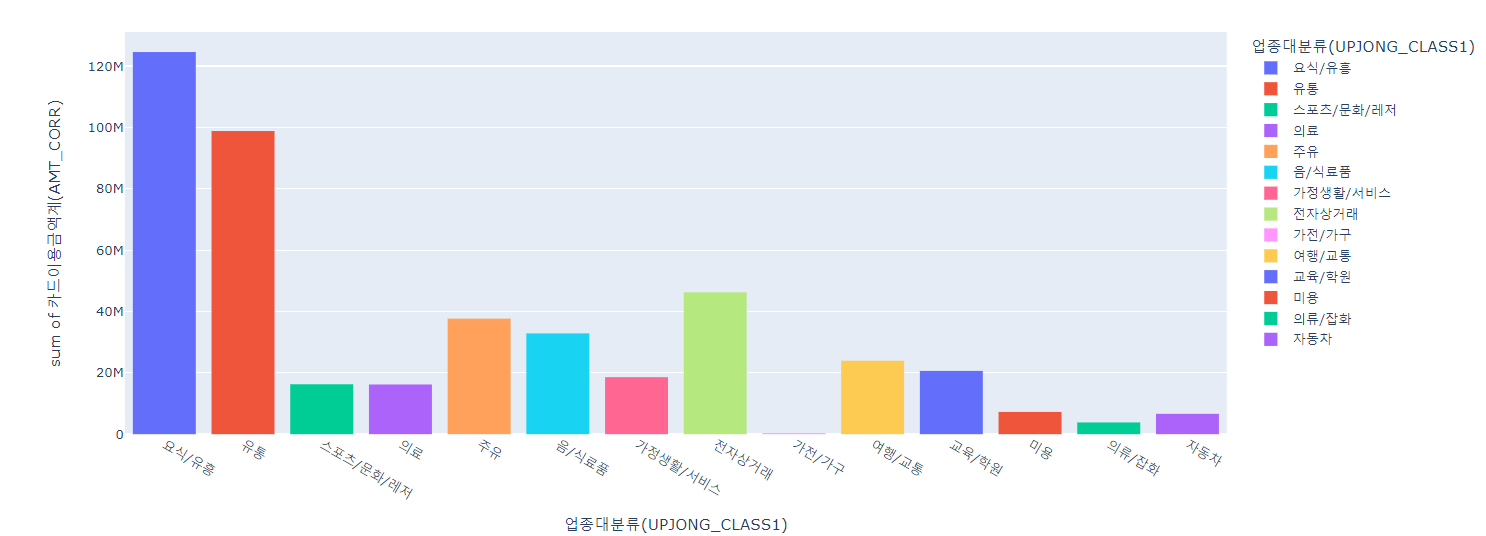 120M
100M
80M
60M
40M
20M
0
sum of 카드이용금액계(AMT_CORR)
요식/유흥
유통
스포츠/문화/레저
의료
주유
음/식료품
가정생활/서비스
전자상거래
가전/가구
여행/교통
교육/학원
미용
의류/잡화
자동차
업종대분류(UPJONG_CLASS1)
업종대분류(UPJONG_CLASS1)
요식/유흥
유통
스포츠/문화/레저
의료
주유
음/식료품
가정생활/서비스
전자상거래
가전/가구
여행/교통
교육/학원
미용
의류/잡화
자동차